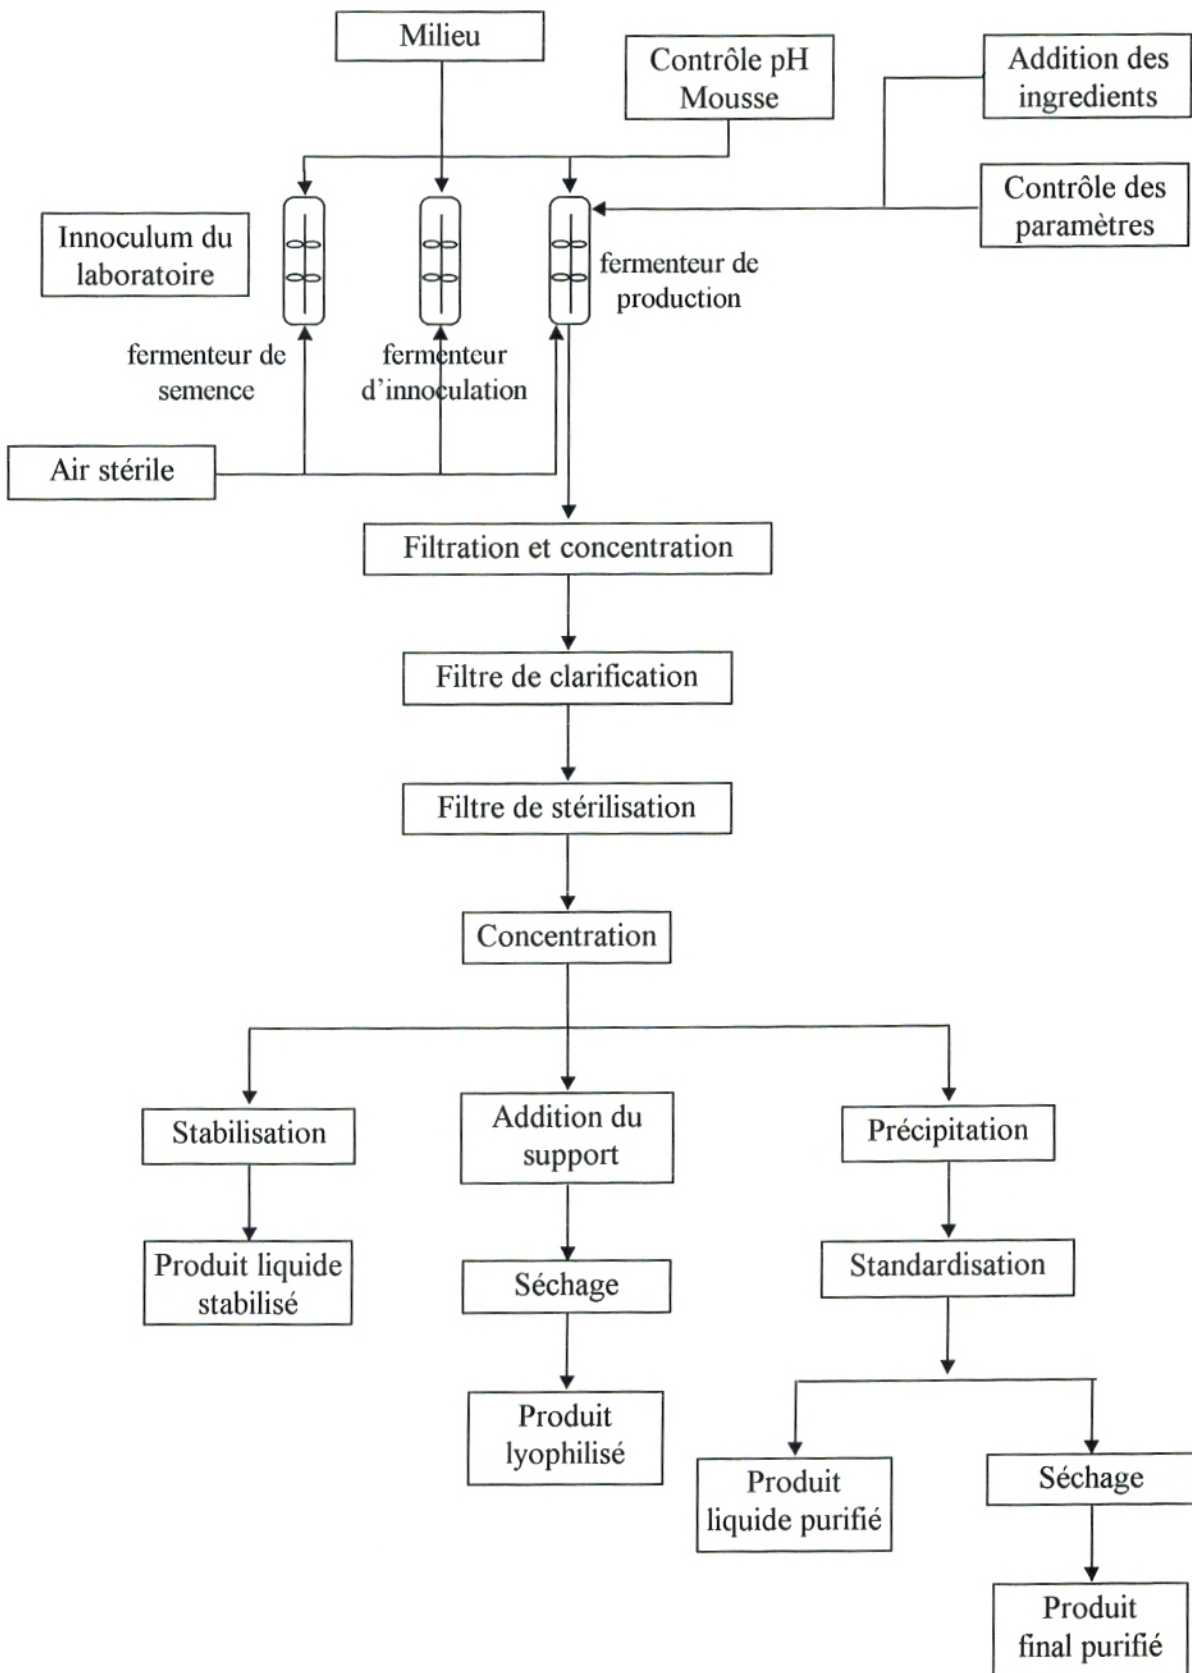 Milieu
Contrôle pH
Mousse
Addition des
ingredients
Contrôle des
paramètres
Innoculum du
laboratoire
fermenteur de
production
fermenteur de
semence
fermenteur
d'innoculation
Air stérile
Filtration et concentration
Filtre de clarification
Filtre de stérilisation
Concentration
Stabilisation
Addition du
support
Précipitation
Produit liquide
stabilisé
Séchage
Standardisation
Produit
lyophilisé
Produit
liquide purifié
Séchage
Produit
final purifié